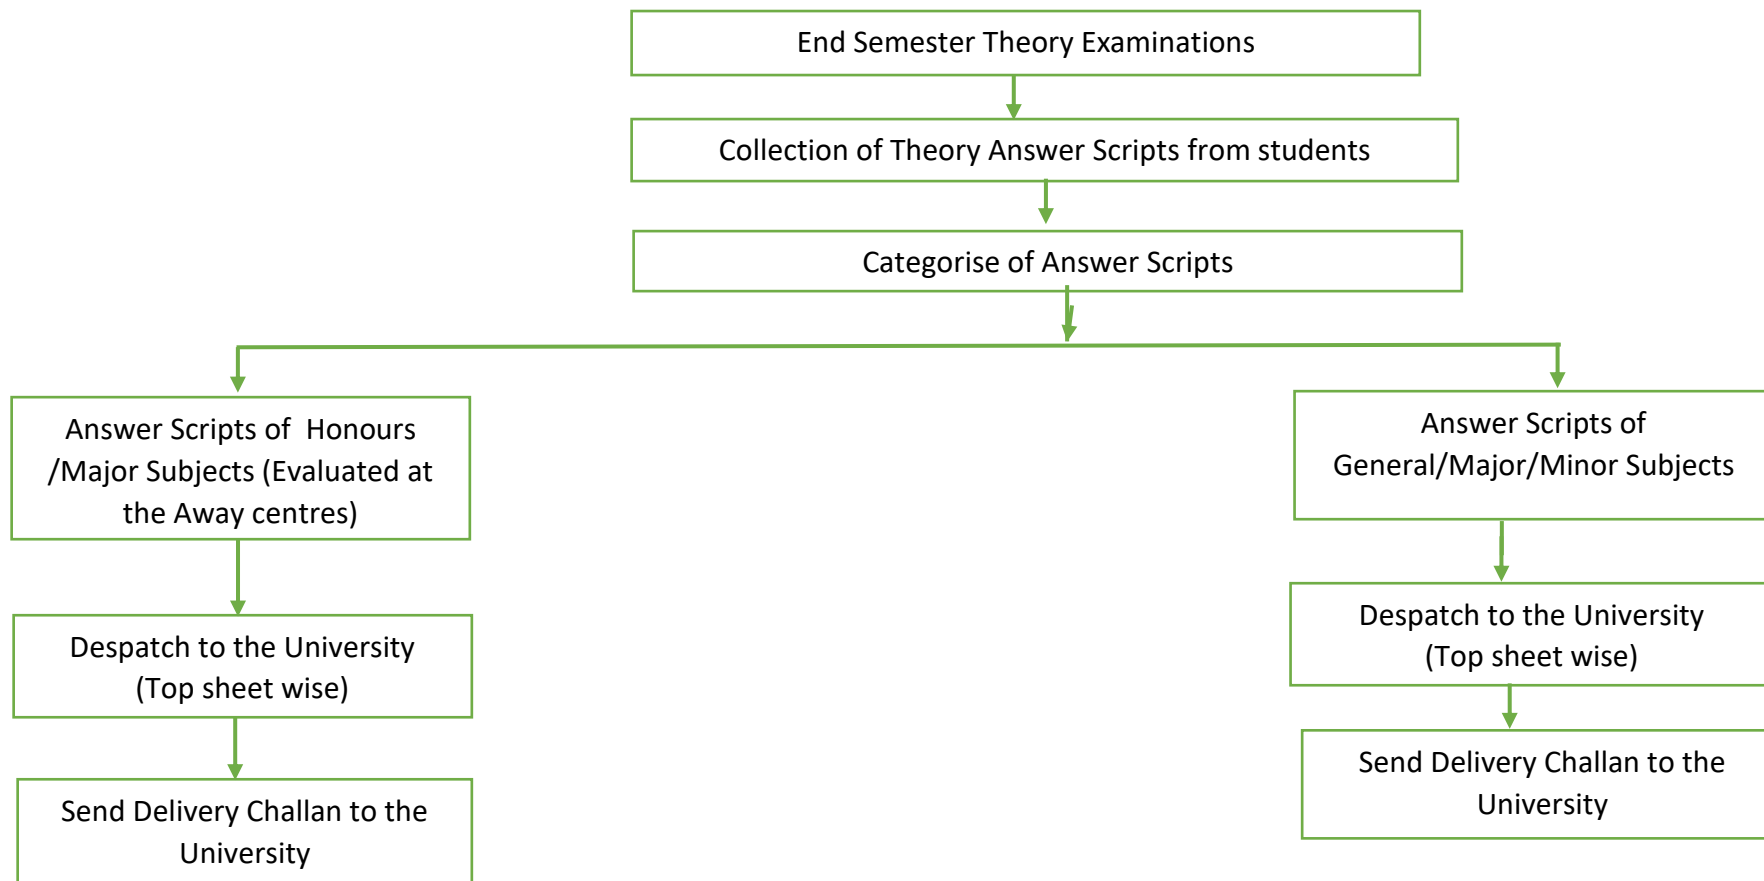 End Semester Theory Examinations
Collection of Theory Answer Scripts from students
Categorise of Answer Scripts
Answer Scripts of  Honours
/Major Subjects (Evaluated at
the Away centres)
Despatch to the University
(Top sheet wise)
Send Delivery Challan to the
University
Answer Scripts of
General/Major/Minor Subjects
Despatch to the University
(Top sheet wise)
Send Delivery Challan to the
University